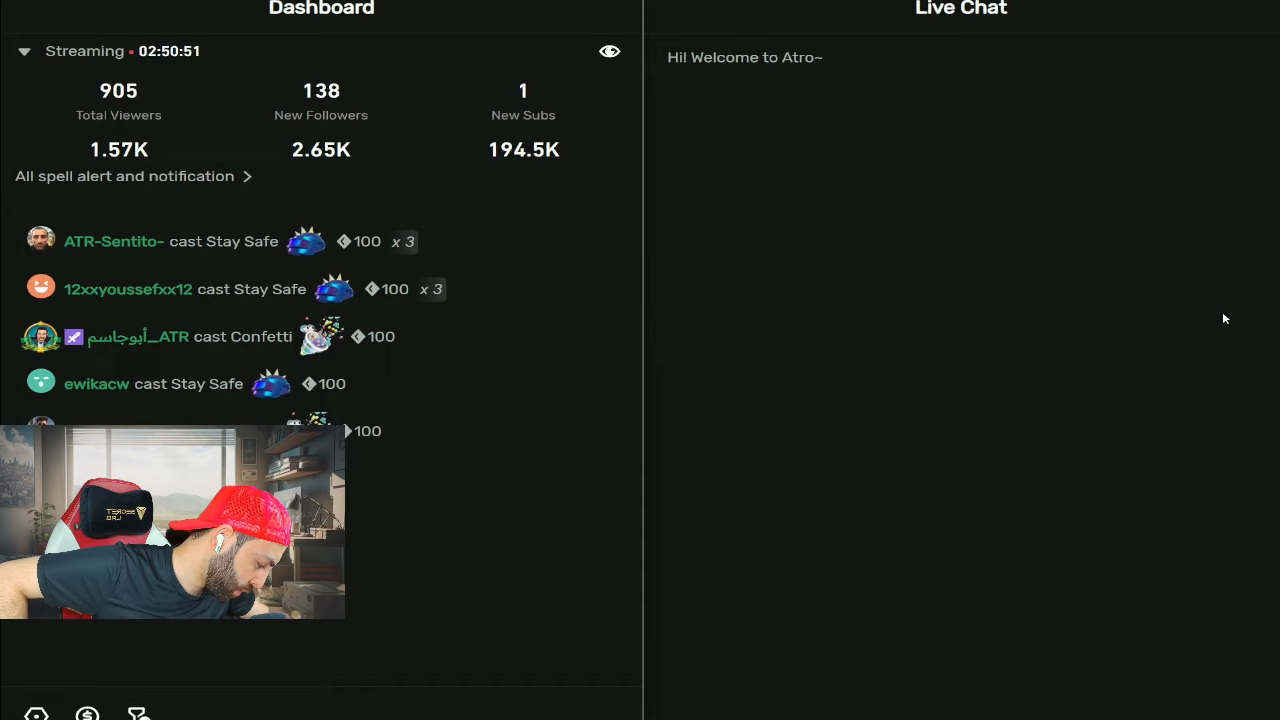 Dashboard
Streaming • 02:50:51
905
138
1
Total Viewers
New Followers
New Subs
1.57K
2.65K
194.5K
All spell alert and notification >
ATR-Sentito- cast Stay Safe 100 x 3
12xxyoussefxx12 cast Stay Safe 100 x 3
أبوجاسم_ATR cast Confetti 100
ewikacw cast Stay Safe 100
100
Live Chat
Hi! Welcome to Atro~